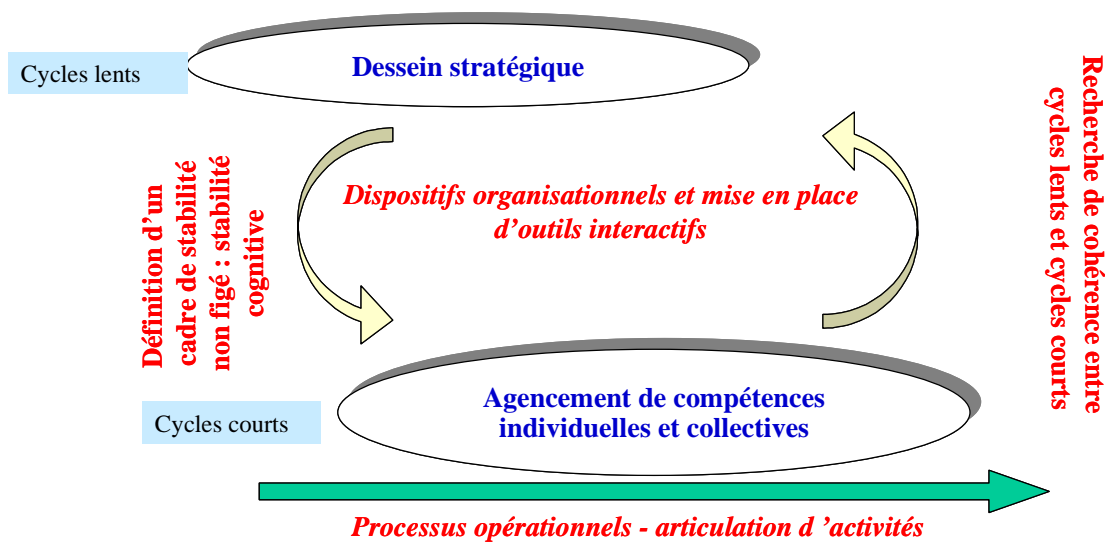 Cycles lents
Dessein stratégique
Définition d’un
cadre de stabilité
non figé : stabilité
cognitive
Dispositifs organisationnels et mise en place
d’outils interactifs
Recherche de cohérence entre
cycles lents et cycles courts
Cycles courts
Agencement de compétences
individuelles et collectives
Processus opérationnels - articulation d ’activités